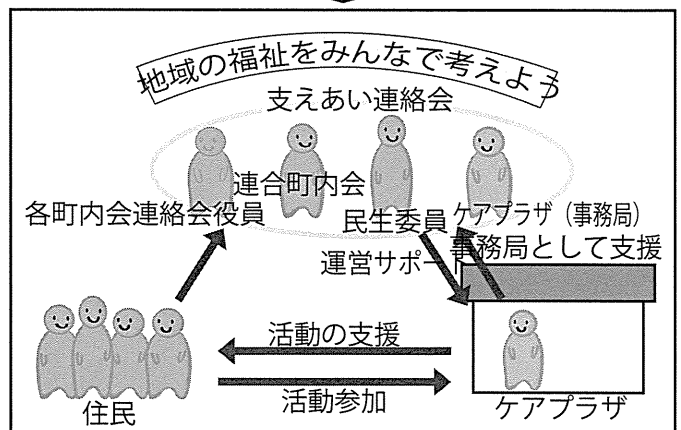 地域の福祉をみんなで考えよう
支えあい連絡会
連合町内会
各町内会連絡会役員
民生委員
ケアプラザ（事務局）
運営サポート
事務局として支援
活動の支援
活動参加
住民
ケアプラザ